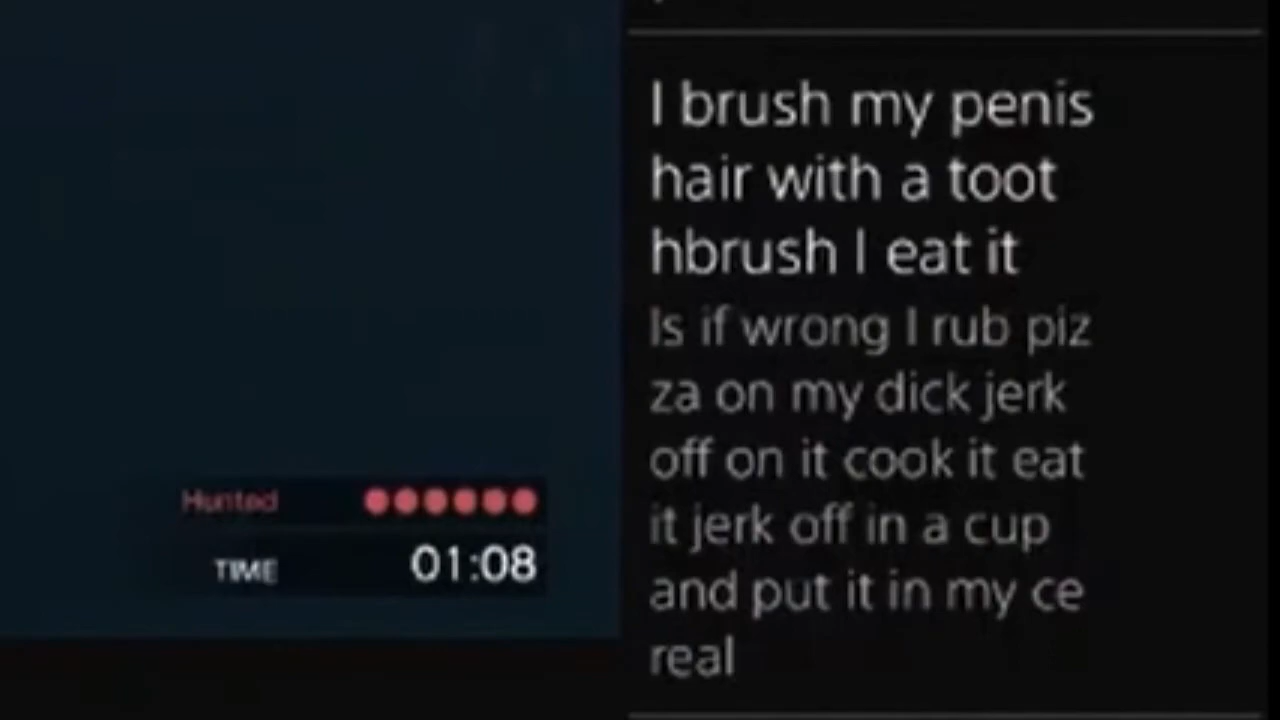 I brush my penis
hair with a toot
hbrush I eat it
Is if wrong I rub piz
za on my dick jerk
off on it cook it eat
it jerk off in a cup
and put it in my ce
real
Hunted
TIME 01:08